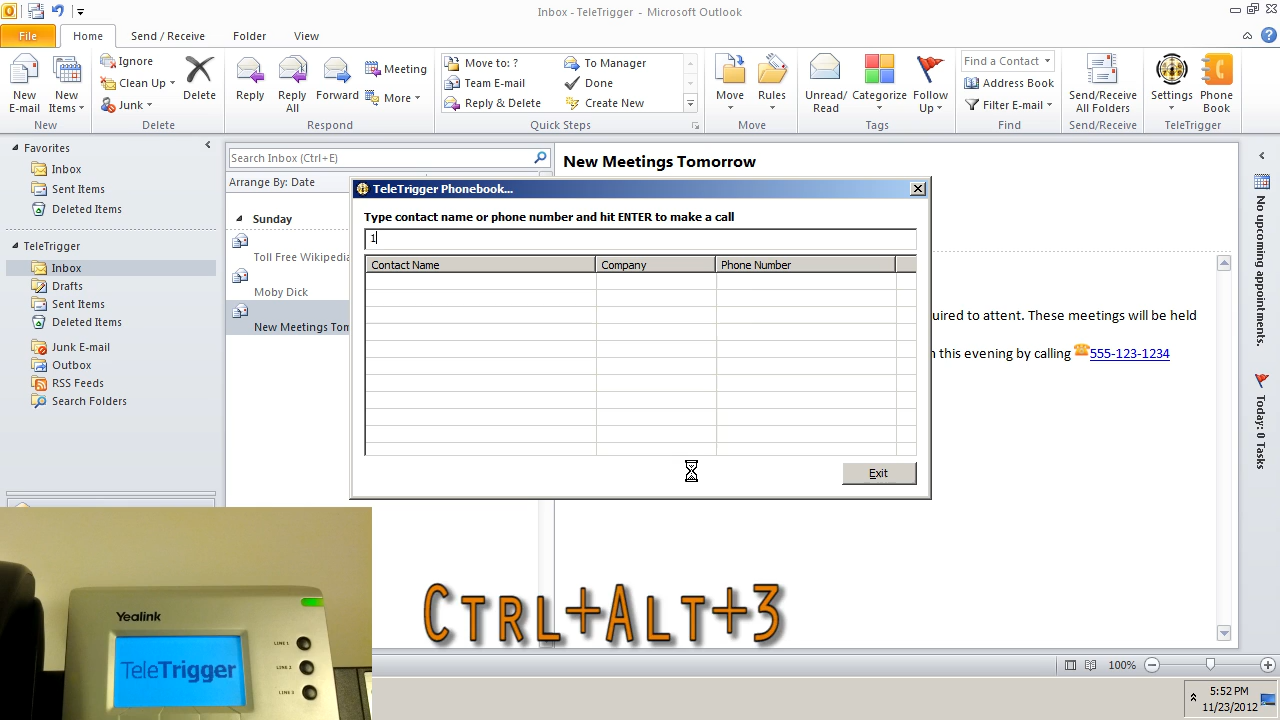 Inbox - TeleTrigger - Microsoft Outlook
File Home Send / Receive Folder View
New E-mail
New Items
Ignore
Clean Up
Junk
Delete
Reply
Reply All
Forward
Meeting
More
Move to: ?
Team E-mail
Reply & Delete
To Manager
Done
Create New
Move
Rules
Unread/ Read
Categorize
Follow Up
Find a Contact
Address Book
Filter E-mail
Send/Receive All Folders
Settings
Phone Book
New Delete Respond Quick Steps Move Tags Find Send/Receive TeleTrigger
Favorites
Inbox
Sent Items
Deleted Items
TeleTrigger
Inbox
Drafts
Sent Items
Deleted Items
Junk E-mail
Outbox
RSS Feeds
Search Folders
Search Inbox (Ctrl+E)
Arrange By: Date
Sunday
Toll Free Wikipedia
Moby Dick
New Meetings Tom
New Meetings Tomorrow
uired to attent. These meetings will be held
n this evening by calling 555-123-1234
TeleTrigger Phonebook...
Type contact name or phone number and hit ENTER to make a call
1
Contact Name Company Phone Number
Exit
No upcoming appointments.
Today: 0 Tasks
Ctrl+Alt+3
Yealink
TeleTrigger
LINE 1
LINE 2
LINE 3
100%
5:52 PM
11/23/2012